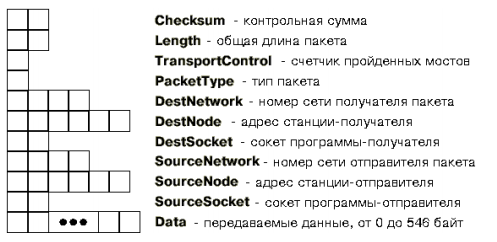 Checksum - контрольная сумма
Length - общая длина пакета
TransportControl - счетчик пройденных мостов
PacketType - тип пакета
DestNetwork - номер сети получателя пакета
DestNode - адрес станции-получателя
DestSocket - сокет программы-получателя
SourceNetwork - номер сети отправителя пакета
SourceNode - адрес станции-отправителя
SourceSocket - сокет программы-отправителя
Data - передаваемые данные, от 0 до 546 байт